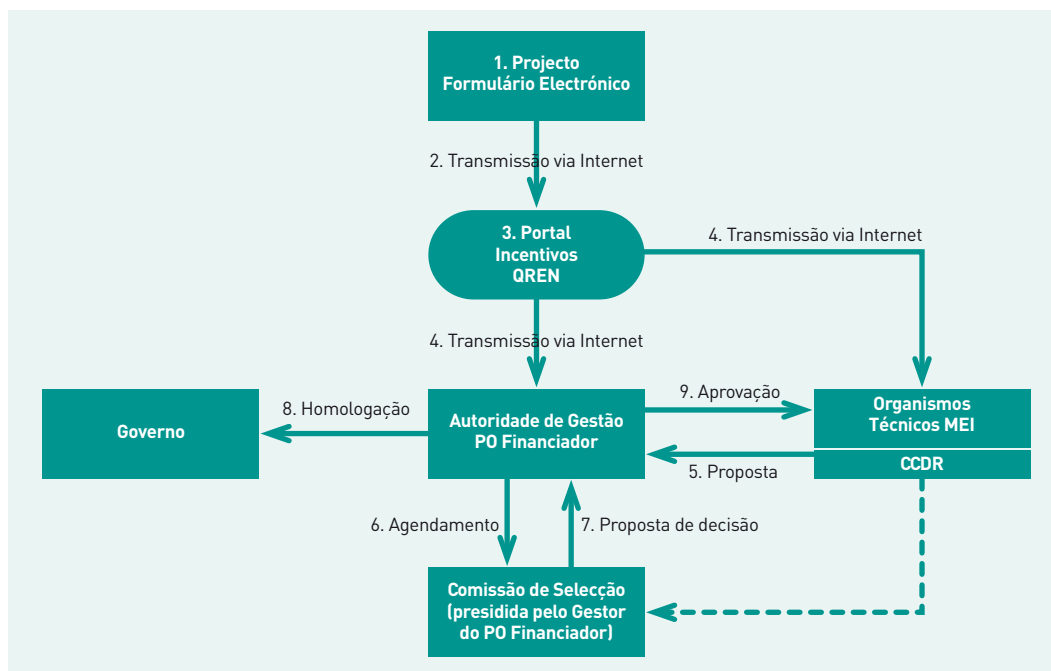 1. Projecto
Formulário Electrónico
2. Transmissão via Internet
3. Portal
Incentivos
QREN
4. Transmissão via Internet
4. Transmissão via Internet
Governo
8. Homologação
Autoridade de Gestão
PO Financiador
9. Aprovação
5. Proposta
Organismos
Técnicos MEI
CCDR
6. Agendamento
7. Proposta de decisão
Comissão de Selecção
(presidida pelo Gestor
do PO Financiador)